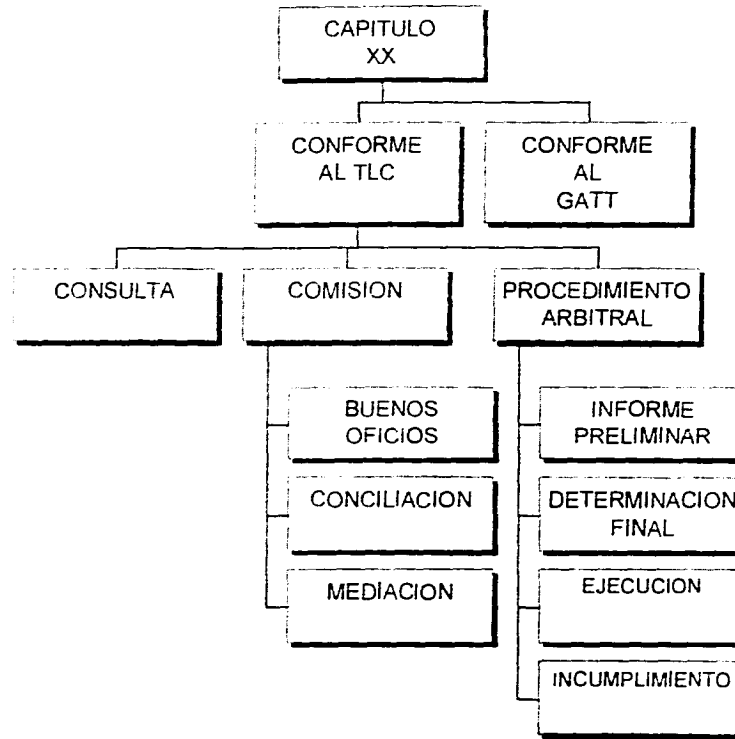 CAPITULO
XX
CONFORME
AL TLC
CONFORME
AL
GATT
CONSULTA
COMISION
PROCEDIMIENTO
ARBITRAL
BUENOS
OFICIOS
CONCILIACION
MEDIACION
INFORME
PRELIMINAR
DETERMINACION
FINAL
EJECUCION
INCUMPLIMIENTO